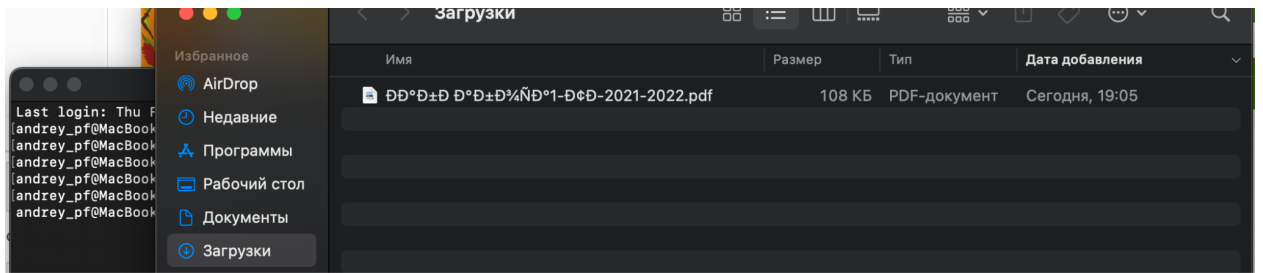 Загрузки
Избранное
AirDrop
Недавние
Программы
Рабочий стол
Документы
Загрузки
Имя
Размер
Тип
Дата добавления
ÐÐ°Ð±Ð Ð°Ð±Ð¾ÑÐ°1-Ð¢Ð-2021-2022.pdf
108 КБ
PDF-документ
Сегодня, 19:05
Last login: Thu
[andrey_pf@MacBook
[andrey_pf@MacBook
[andrey_pf@MacBook
[andrey_pf@MacBook
[andrey_pf@MacBook
andrey_pf@MacBook